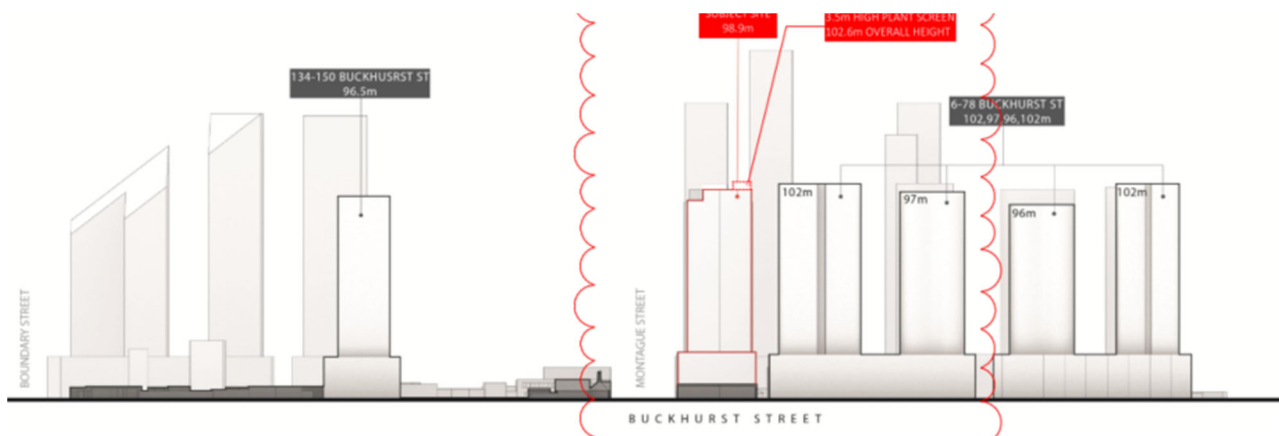 SUBJECT SITE
98.9m
3.5m HIGH PLANT SCREEN
102.6m OVERALL HEIGHT
134-150 BUCKHUSRST ST
96.5m
6-78 BUCKHURST ST
102,97,96,102m
102m
97m
96m
102m
BOUNDARY STREET
MONTAGUE STREET
BUCKHURST STREET